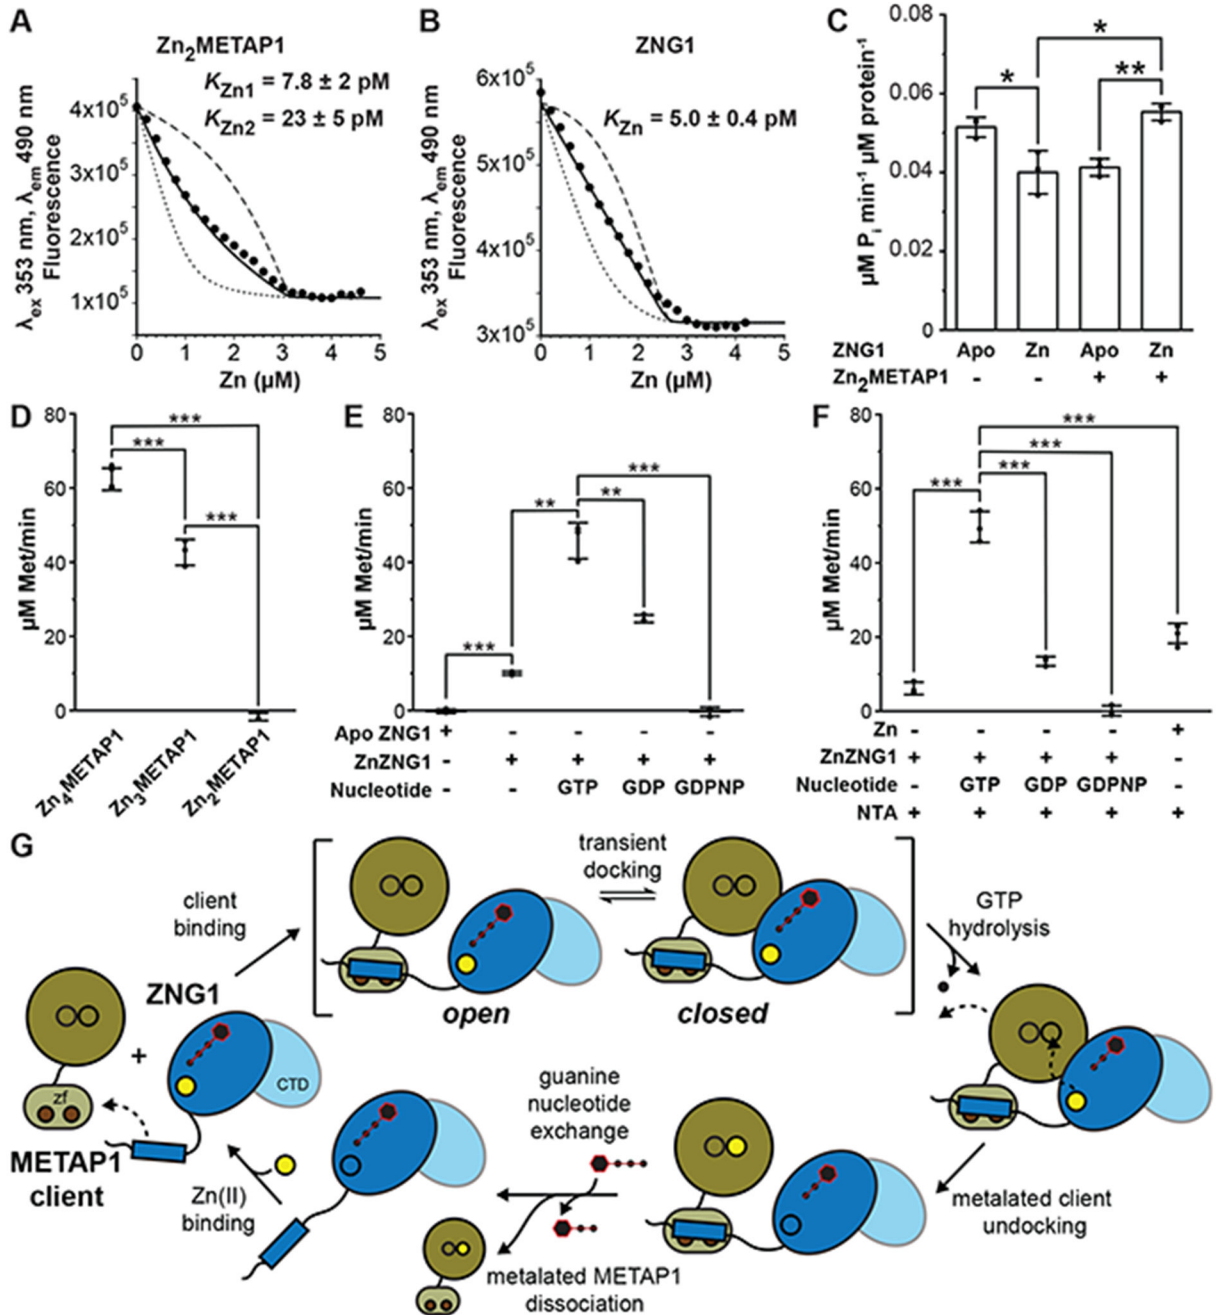 A
Zn2METAP1
KZn1 = 7.8 ± 2 pM
KZn2 = 23 ± 5 pM
λex 353 nm, λem 490 nm
Fluorescence
4x10^5
3x10^5
2x10^5
1x10^5
0 1 2 3 4 5
Zn (µM)
B
ZNG1
KZn = 5.0 ± 0.4 pM
λex 353 nm, λem 490 nm
Fluorescence
6x10^5
5x10^5
4x10^5
3x10^5
0 1 2 3 4 5
Zn (µM)
C
µM Pi min-1 µM protein-1
0.08
0.06
0.04
0.02
0
* * **
ZNG1 Apo Zn Apo Zn
Zn2METAP1 - - + +
D
µM Met/min
80
60
40
20
0
*** *** ***
Zn4METAP1
Zn3METAP1
Zn2METAP1
E
µM Met/min
80
60
40
20
0
*** ** ** ***
Apo ZNG1 + - - - -
ZnZNG1 - + + + +
Nucleotide - - GTP GDP GDPNP
F
µM Met/min
80
60
40
20
0
*** *** *** ***
Zn - - - - +
ZnZNG1 + + + + -
Nucleotide - GTP GDP GDPNP -
NTA + + + + +
G
client
binding
transient
docking
open
closed
GTP
hydrolysis
ZNG1
+
zf
CTD
METAP1
client
Zn(II)
binding
guanine
nucleotide
exchange
metalated METAP1
dissociation
metalated client
undocking